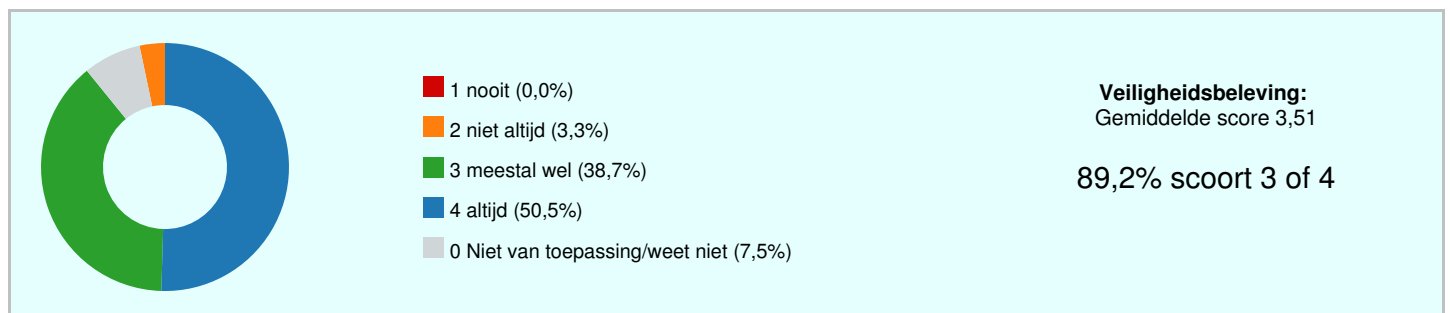 1 nooit (0,0%)
2 niet altijd (3,3%)
3 meestal wel (38,7%)
4 altijd (50,5%)
0 Niet van toepassing/weet niet (7,5%)
Veiligheidsbeleving:
Gemiddelde score 3,51
89,2% scoort 3 of 4